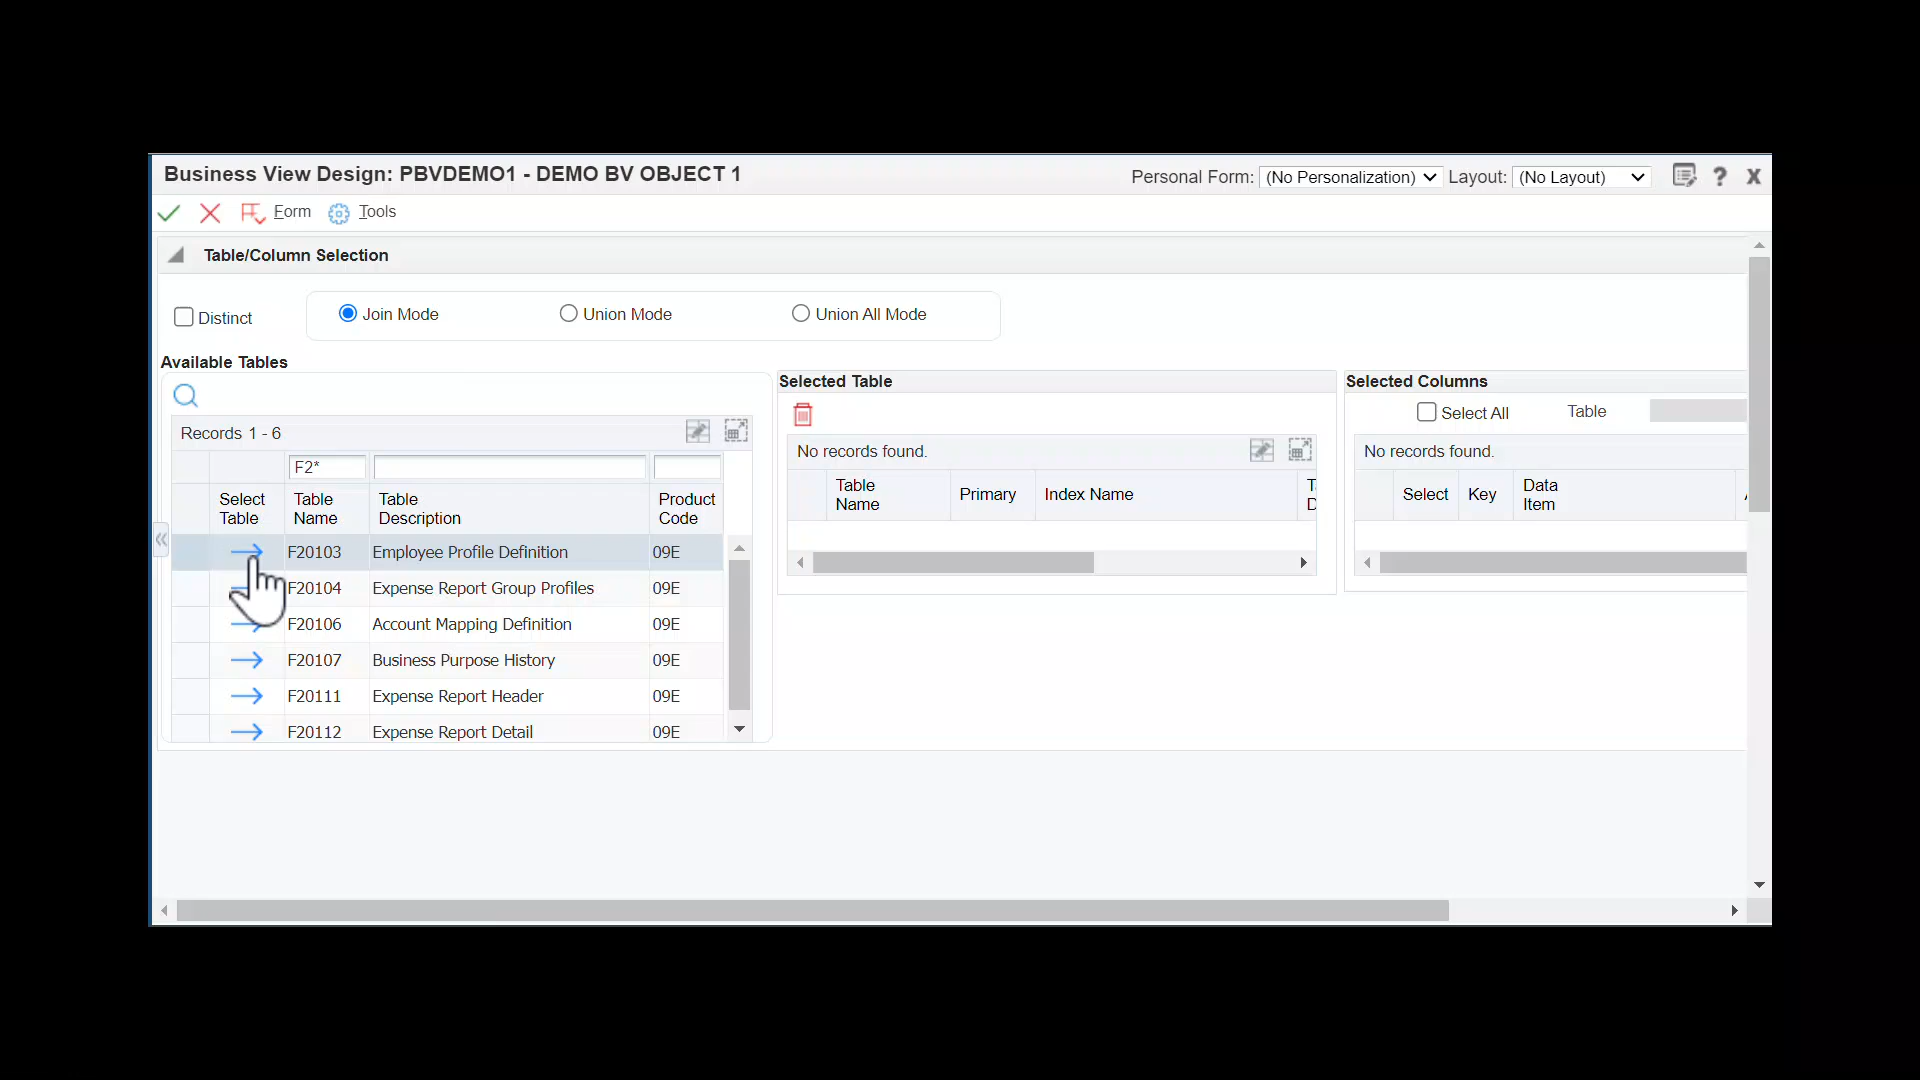 Business View Design: PBVDEMO1 - DEMO BV OBJECT 1
Personal Form: (No Personalization) Layout: (No Layout) ? X
Form Tools
Table/Column Selection
Distinct Join Mode Union Mode Union All Mode
Available Tables
Records 1 - 6
F2*
Select Table Table Name Table Description Product Code
F20103 Employee Profile Definition 09E
F20104 Expense Report Group Profiles 09E
F20106 Account Mapping Definition 09E
F20107 Business Purpose History 09E
F20111 Expense Report Header 09E
F20112 Expense Report Detail 09E
Selected Table
No records found.
Table Name Primary Index Name
Selected Columns
Select All Table
No records found.
Select Key Data Item